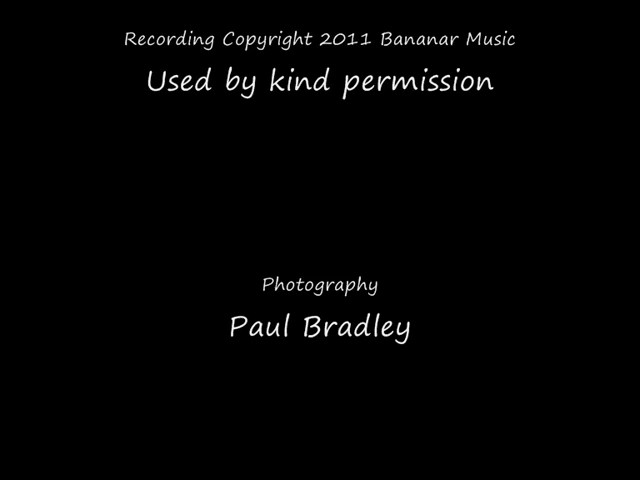 Recording Copyright 2011 Bananar Music
Used by kind permission
Photography
Paul Bradley